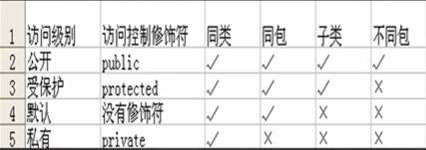 1 访问级别 访问控制修饰符 同类 同包 子类 不同包
2 公开 public ✓ ✓ ✓ ✓
3 受保护 protected ✓ ✓ ✓ ×
4 默认 没有修饰符 ✓ ✓ × ×
5 私有 private ✓ × × ×